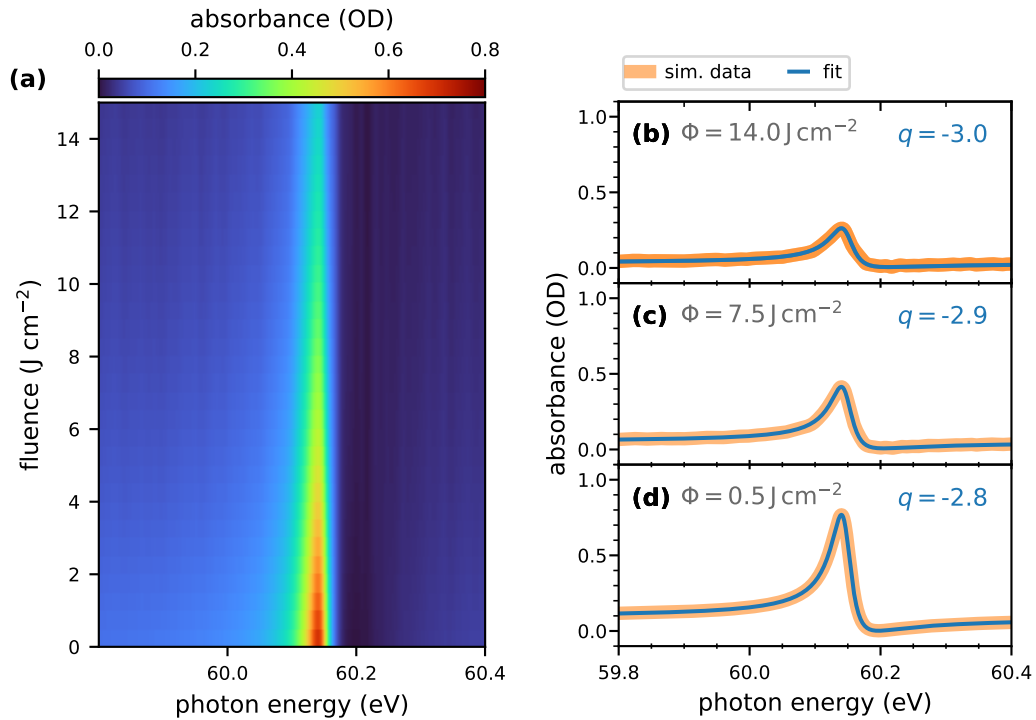 absorbance (OD)
0.0 0.2 0.4 0.6 0.8
(a)
14
12
10
8
6
4
2
0
fluence (J cm⁻²)
60.0 60.2 60.4
photon energy (eV)
sim. data fit
(b) Φ = 14.0 J cm⁻² q = -3.0
1.0
0.5
0.0
(c) Φ = 7.5 J cm⁻² q = -2.9
1.0
0.5
0.0
(d) Φ = 0.5 J cm⁻² q = -2.8
1.0
0.5
0.0
absorbance (OD)
59.8 60.0 60.2 60.4
photon energy (eV)